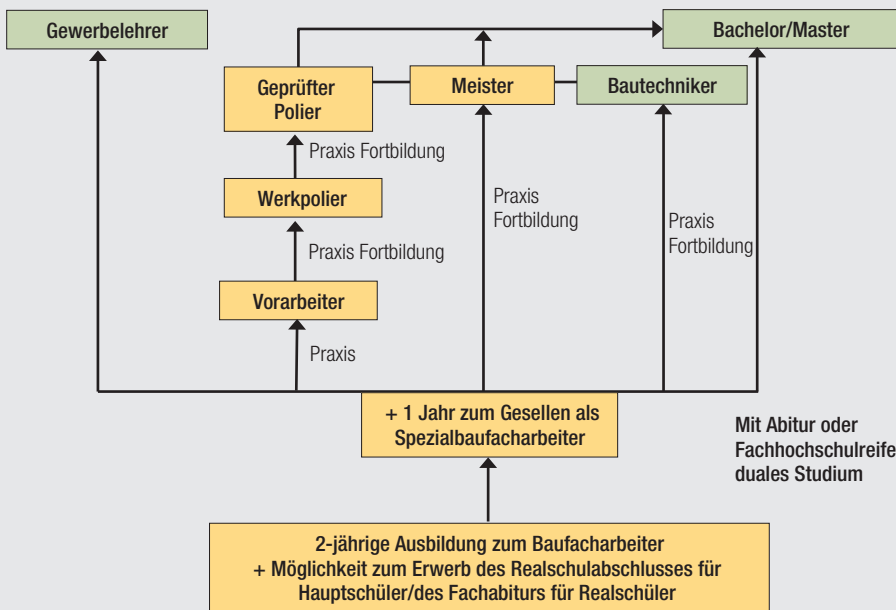 Gewerbelehrer
Bachelor/Master
Geprüfter
Polier
Meister
Bautechniker
Praxis Fortbildung
Werkpolier
Praxis
Fortbildung
Praxis
Fortbildung
Praxis Fortbildung
Vorarbeiter
Praxis
+ 1 Jahr zum Gesellen als
Spezialbaufacharbeiter
Mit Abitur oder
Fachhochschulreife
duales Studium
2-jährige Ausbildung zum Baufacharbeiter
+ Möglichkeit zum Erwerb des Realschulabschlusses für
Hauptschüler/des Fachabiturs für Realschüler